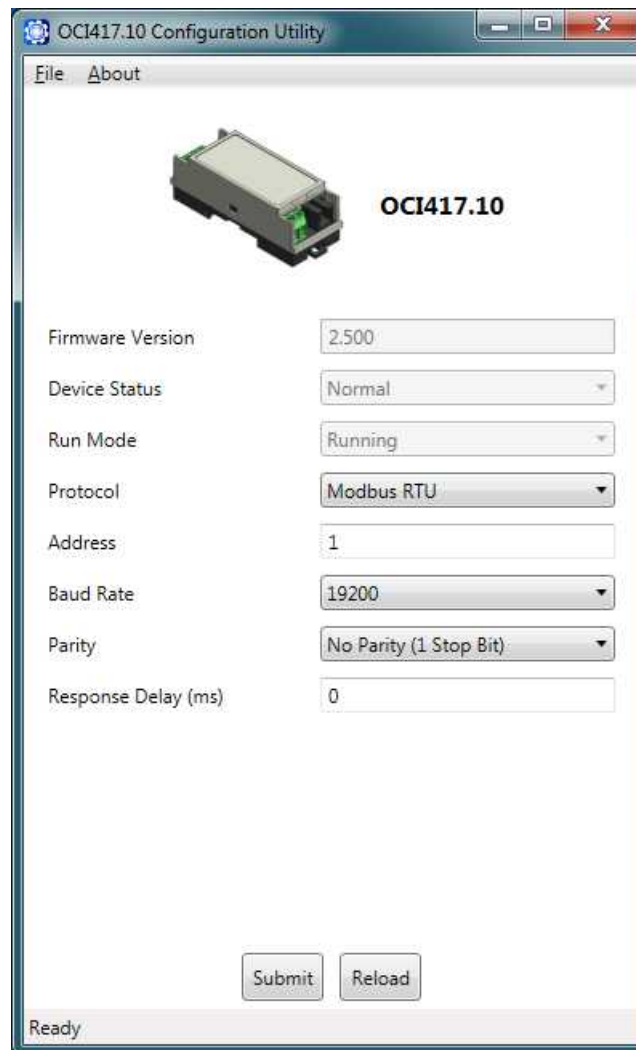 OCI417.10 Configuration Utility
File About
OCI417.10
Firmware Version 2.500
Device Status Normal
Run Mode Running
Protocol Modbus RTU
Address 1
Baud Rate 19200
Parity No Parity (1 Stop Bit)
Response Delay (ms) 0
Submit Reload
Ready